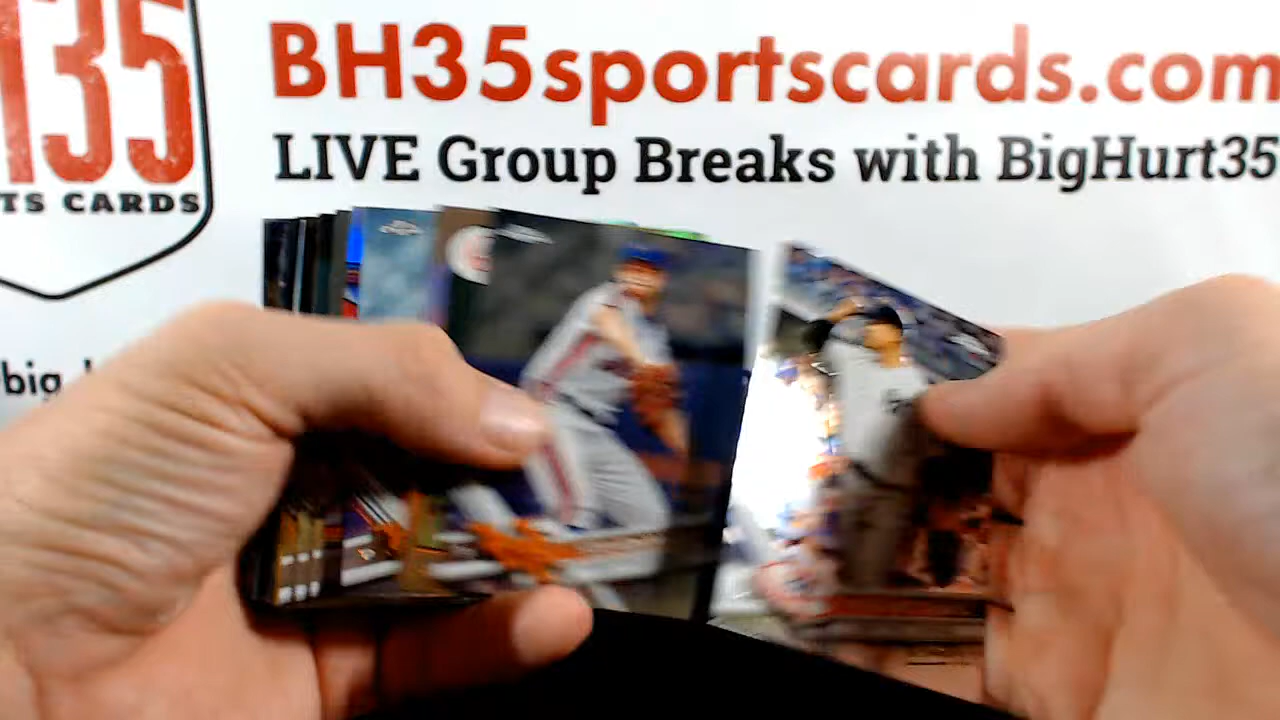 135
TS CARDS
BH35sportscards.com
LIVE Group Breaks with BigHurt35
big